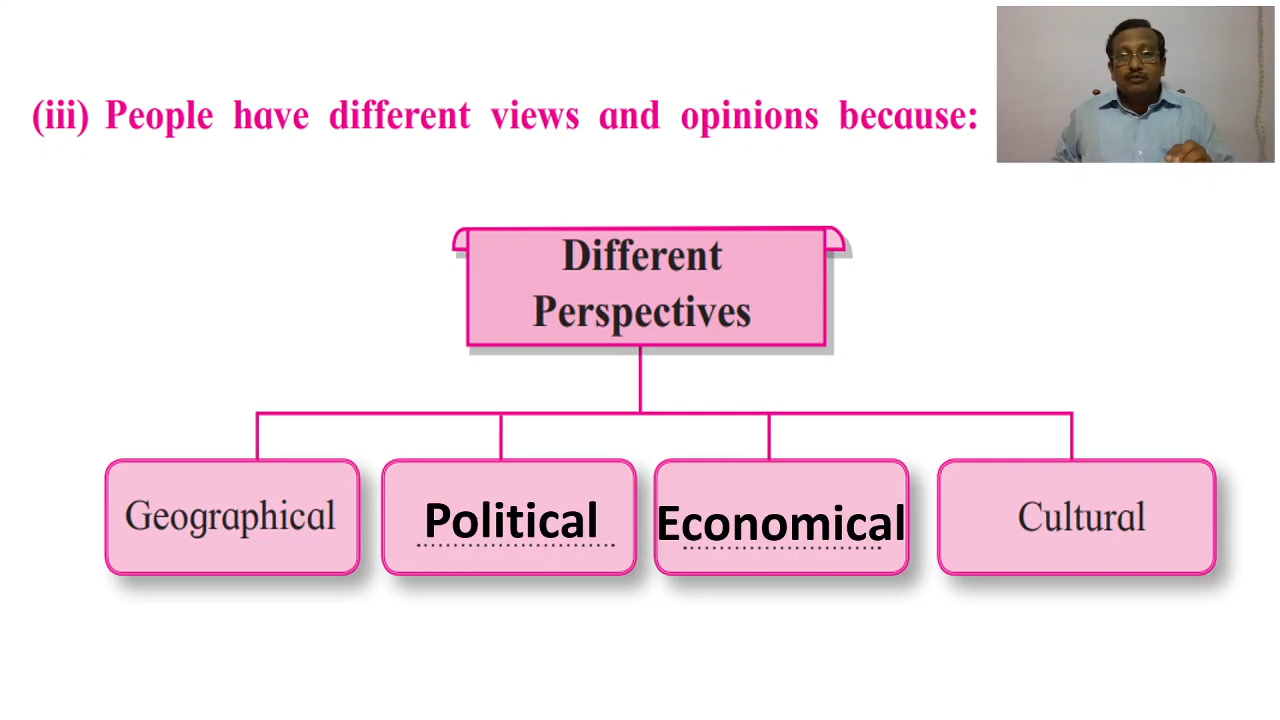 (iii) People have different views and opinions because:
Different
Perspectives
Geographical
Political
Economical
Cultural